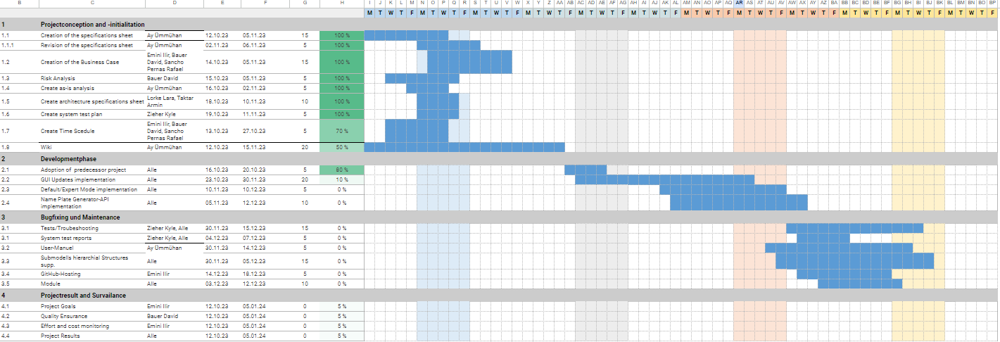 B C D E F G H I J K L M N O P Q R S T U V W X Y Z AA AB AC AD AE AF AG AH AI AJ AK AL AM AN AO AP AQ AR AS AT AU AV AW AX AY AZ BA BB BC BD BE BF BG BH BI BJ BK BL BM BN BO BP
M T W T F M T W T F M T W T F M T W T F M T W T F M T W T F M T W T F M T W T F M T W T F M T W T F M T W T F M T W T F
1 Projectconception and -initialitation
1.1 Creation of the specifications sheet Ay Ümmühan 12.10.23 05.11.23 15 100 %
1.1.1 Revision of the specifications sheet Ay Ümmühan 02.11.23 06.11.23 5 100 %
1.2 Creation of the Business Case Emini Ilir, Bauer
David, Sancho
Pernas Rafael 14.10.23 05.11.23 15 100 %
1.3 Risk Analysis Bauer David 15.10.23 05.11.23 5 100 %
1.4 Create as-is analysis Ay Ümmühan 16.10.23 02.11.23 5 100 %
1.5 Create architecture specifications sheet Lorke Lara, Taktar
Armin 18.10.23 10.11.23 10 100 %
1.6 Create system test plan Zieher Kyle 19.10.23 11.11.23 5 100 %
1.7 Create Time Scedule Emini Ilir, Bauer
David, Sancho
Pernas Rafael 13.10.23 27.10.23 5 70 %
1.8 Wiki Ay Ümmühan 12.10.23 15.11.23 20 50 %
2 Developmentphase
2.1 Adoption of predecessor project Alle 16.10.23 20.10.23 5 80 %
2.2 GUI Updates implementation Alle 23.10.23 30.11.23 20 10 %
2.3 Default/Expert Mode implementation Alle 10.11.23 10.12.23 5 0 %
2.4 Name Plate Generator-API
implementation Alle 05.11.23 12.12.23 10 0 %
3 Bugfixing und Maintenance
3.1 Tests/Troubeshooting Zieher Kyle, Alle 30.11.23 15.12.23 15 0 %
3.1 System test reports Zieher Kyle, Alle 04.12.23 07.12.23 5 0 %
3.2 User-Manuel Ay Ümmühan 30.11.23 14.12.23 5 0 %
3.3 Submodells hierarchial Structures
supp. Alle 30.11.23 05.12.23 15 0 %
3.4 GitHub-Hosting Emini Ilir 14.12.23 18.12.23 5 0 %
3.5 Module Alle 03.12.23 12.12.23 10 0 %
4 Projectresult and Survailance
4.1 Project Goals Emini Ilir 12.10.23 05.01.24 0 5 %
4.2 Quality Ensurance Bauer David 12.10.23 05.01.24 0 5 %
4.3 Effort and cost monitoring Emini Ilir 12.10.23 05.01.24 0 5 %
4.4 Project Results Alle 12.10.23 05.01.24 0 5 %